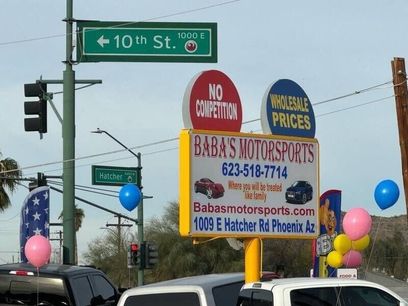 ← 10th St. 1000 E
Hatcher
NO
COMPETITION
WHOLESALE
PRICES
BABA'S MOTORSPORTS
623-518-7714
Where you will be treated
like family
Babasmotorsports.com
1009 E Hatcher Rd Phoenix Az